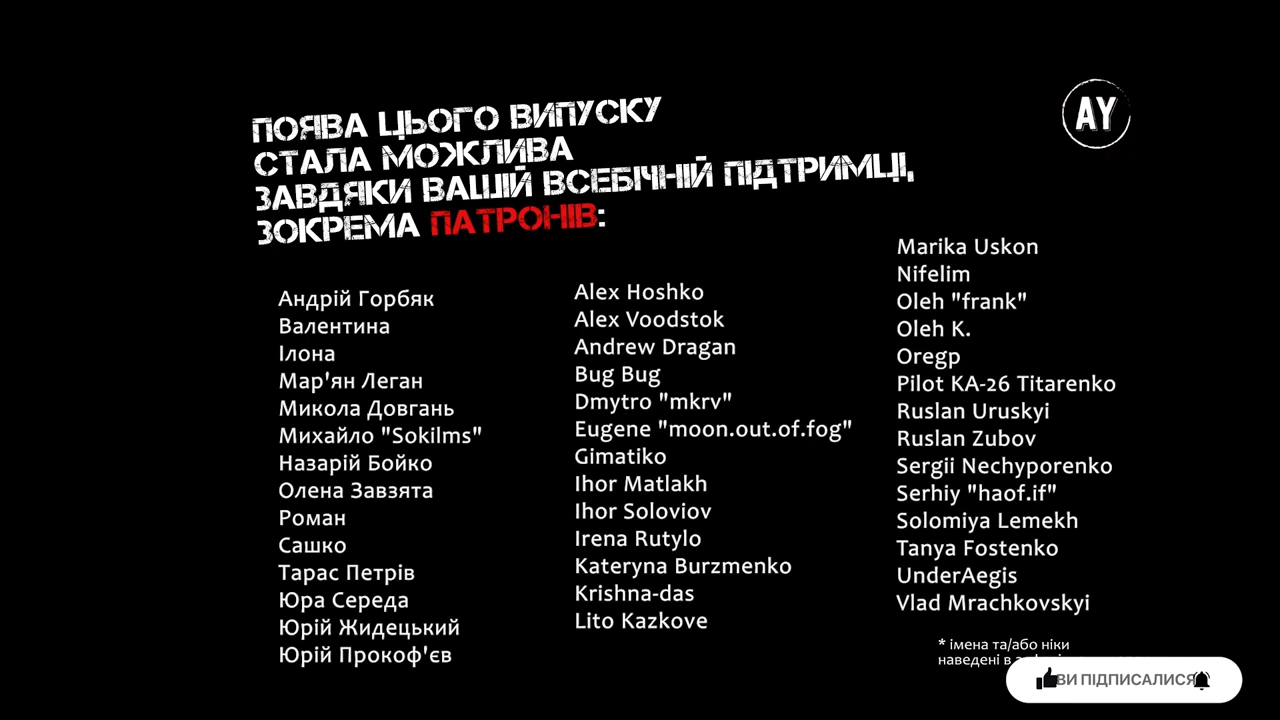 ПОЯВА ЦЬОГО ВИПУСКУ
СТАЛА МОЖЛИВА
ЗАВДЯКИ ВАШІЙ ВСЕБІЧНІЙ ПІДТРИМЦІ,
ЗОКРЕМА ПАТРОНІВ:
AY
Андрій Горбяк
Валентина
Ілона
Мар'ян Леган
Микола Довгань
Михайло "Sokilms"
Назарій Бойко
Олена Завзята
Роман
Сашко
Тарас Петрів
Юра Середа
Юрій Жидецький
Юрій Прокоф'єв
Alex Hoshko
Alex Voodstok
Andrew Dragan
Bug Bug
Dmytro "mkrv"
Eugene "moon.out.of.fog"
Gimatiko
Ihor Matlakh
Ihor Soloviov
Irena Rutylo
Kateryna Burzmenko
Krishna-das
Lito Kazkove
Marika Uskon
Nifelim
Oleh "frank"
Oleh K.
Oregp
Pilot KA-26 Titarenko
Ruslan Uruskyi
Ruslan Zubov
Sergii Nechyporenko
Serhiy "haof.if"
Solomiya Lemekh
Tanya Fostenko
UnderAegis
Vlad Mrachkovskyi
* імена та/або ніки
наведені в
ВИ ПІДПИСАЛИСЯ